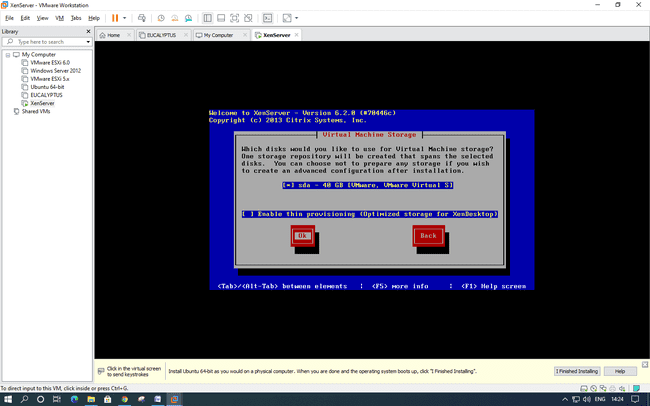 XenServer - VMware Workstation
File Edit View VM Tabs Help
Library
Type here to search
My Computer
VMware ESXi 6.0
Windows Server 2012
VMware ESXi 5.x
Ubuntu 64-bit
EUCALYPTUS
XenServer
Shared VMs
Home EUCALYPTUS My Computer XenServer
Welcome to XenServer - Version 6.2.0 (#70446c)
Copyright (c) 2013 Citrix Systems, Inc.
Virtual Machine Storage
Which disks would you like to use for Virtual Machine storage?
One storage repository will be created that spans the selected
disks. You can choose not to prepare any storage if you wish
to create an advanced configuration after installation.
[*] sda - 40 GB [VMware, VMware Virtual S]
[ ] Enable thin provisioning (Optimized storage for XenDesktop)
Ok Back
<Tab>/<Alt-Tab> between elements | <F5> more info | <F1> Help screen
Click in the virtual screen
to send keystrokes
Install Ubuntu 64-bit as you would on a physical computer. When you are done and the operating system boots up, click "I Finished Installing".
I Finished Installing
Help
To direct input to this VM, click inside or press Ctrl+G.
ENG 14:24